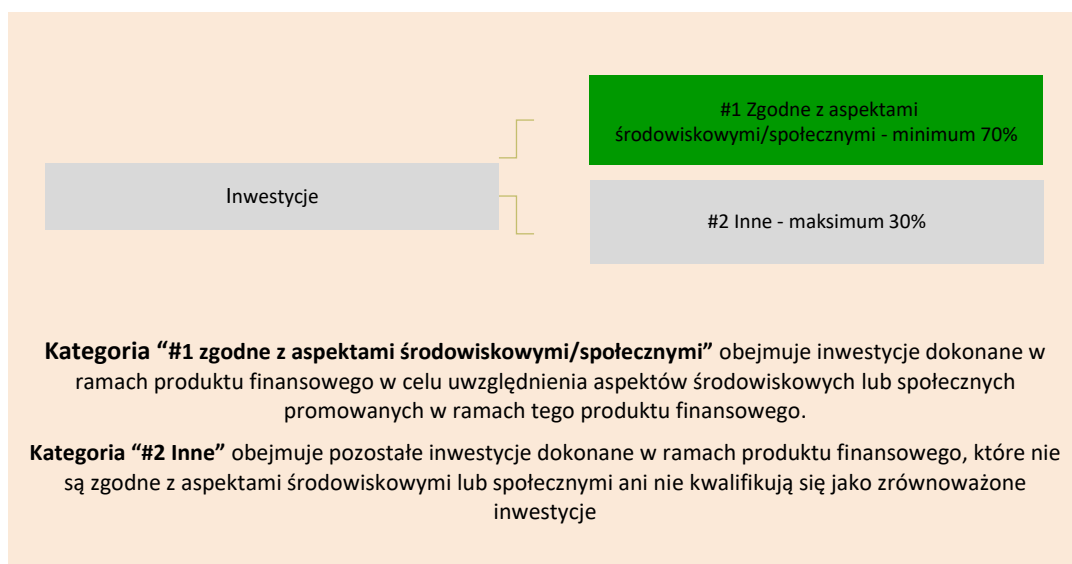 #1 Zgodne z aspektami
środowiskowymi/społecznymi - minimum 70%
Inwestycje
#2 Inne - maksimum 30%
Kategoria “#1 zgodne z aspektami środowiskowymi/społecznymi” obejmuje inwestycje dokonane w
ramach produktu finansowego w celu uwzględnienia aspektów środowiskowych lub społecznych
promowanych w ramach tego produktu finansowego.
Kategoria “#2 Inne” obejmuje pozostałe inwestycje dokonane w ramach produktu finansowego, które nie
są zgodne z aspektami środowiskowymi lub społecznymi ani nie kwalifikują się jako zrównoważone
inwestycje